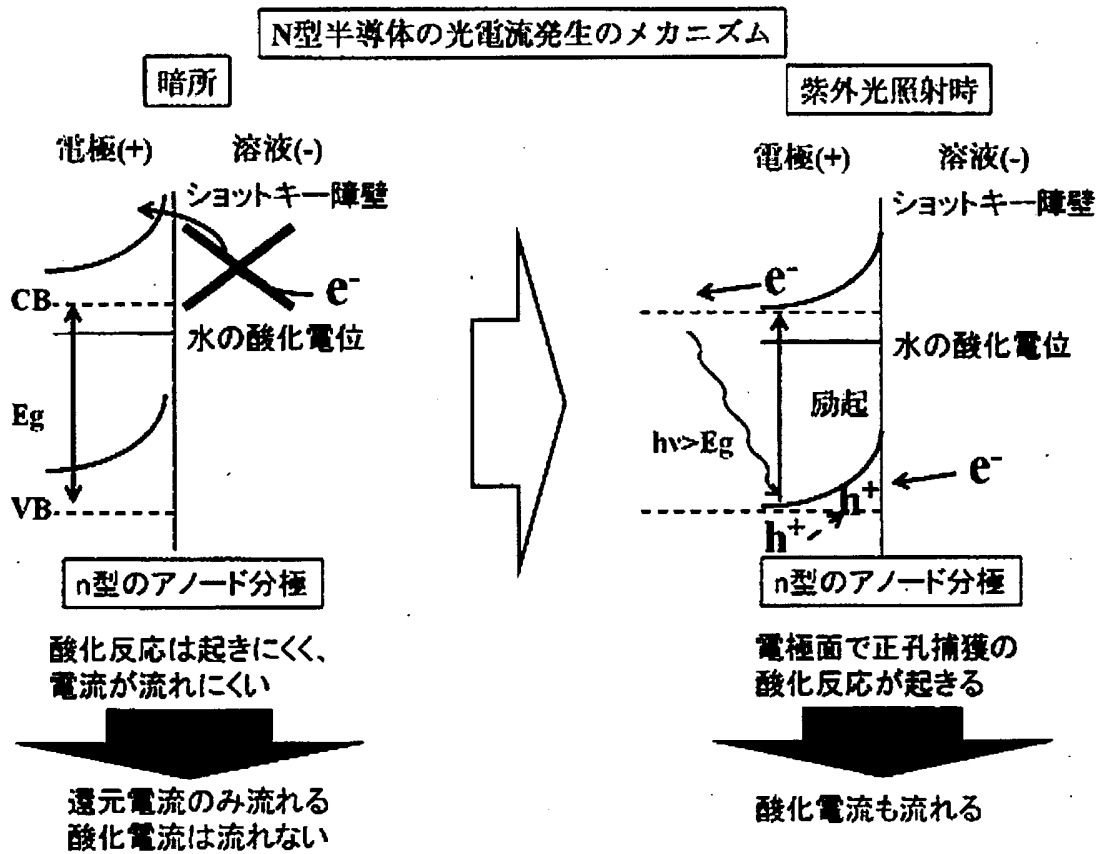 N型半導体の光電流発生のメカニズム
暗所
電極(+) 溶液(-)
ショットキー障壁
e⁻
CB
水の酸化電位
Eg
VB
n型のアノード分極
酸化反応は起きにくく、
電流が流れにくい
還元電流のみ流れる
酸化電流は流れない
紫外光照射時
電極(+) 溶液(-)
ショットキー障壁
e⁻
水の酸化電位
励起
hν>Eg
e⁻
h⁺
h⁺
n型のアノード分極
電極面で正孔捕獲の
酸化反応が起きる
酸化電流も流れる